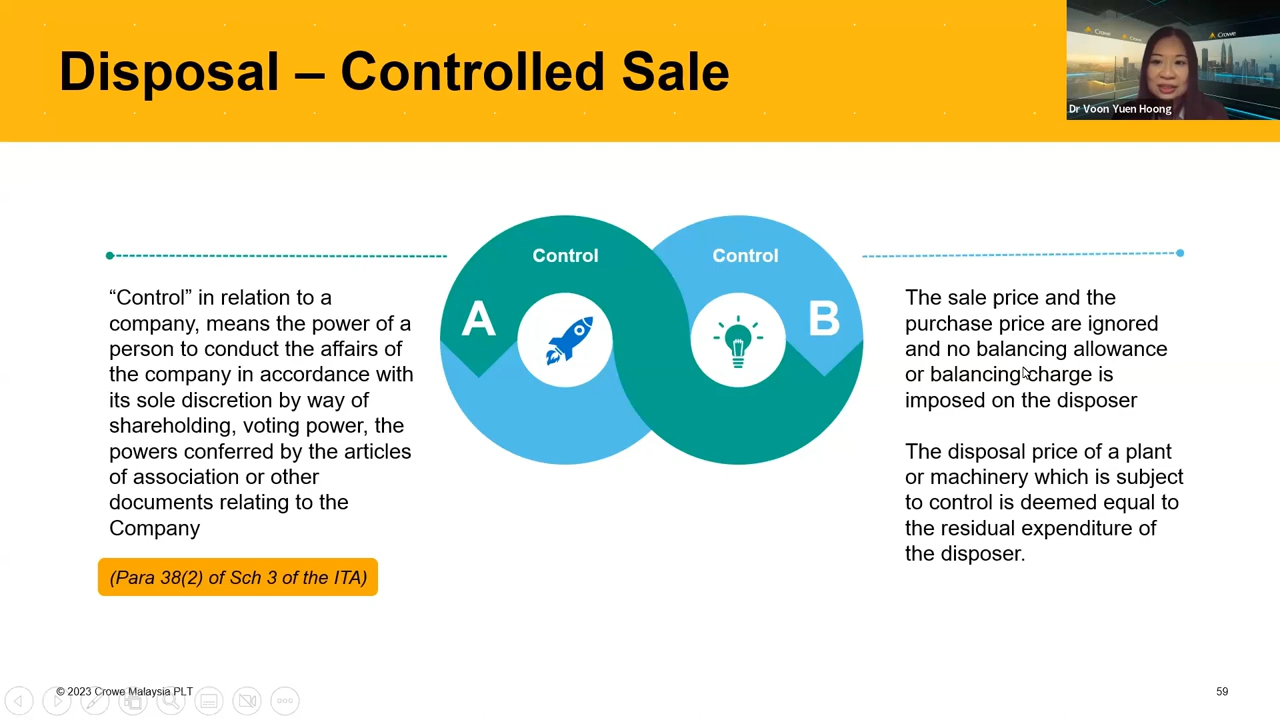 Disposal – Controlled Sale
Crowe
Crowe
Crowe
Dr Voon Yuen Hoong
Control
Control
A
B
“Control” in relation to a
company, means the power of a
person to conduct the affairs of
the company in accordance with
its sole discretion by way of
shareholding, voting power, the
powers conferred by the articles
of association or other
documents relating to the
Company
(Para 38(2) of Sch 3 of the ITA)
The sale price and the
purchase price are ignored
and no balancing allowance
or balancing charge is
imposed on the disposer
The disposal price of a plant
or machinery which is subject
to control is deemed equal to
the residual expenditure of
the disposer.
© 2023 Crowe Malaysia PLT
59